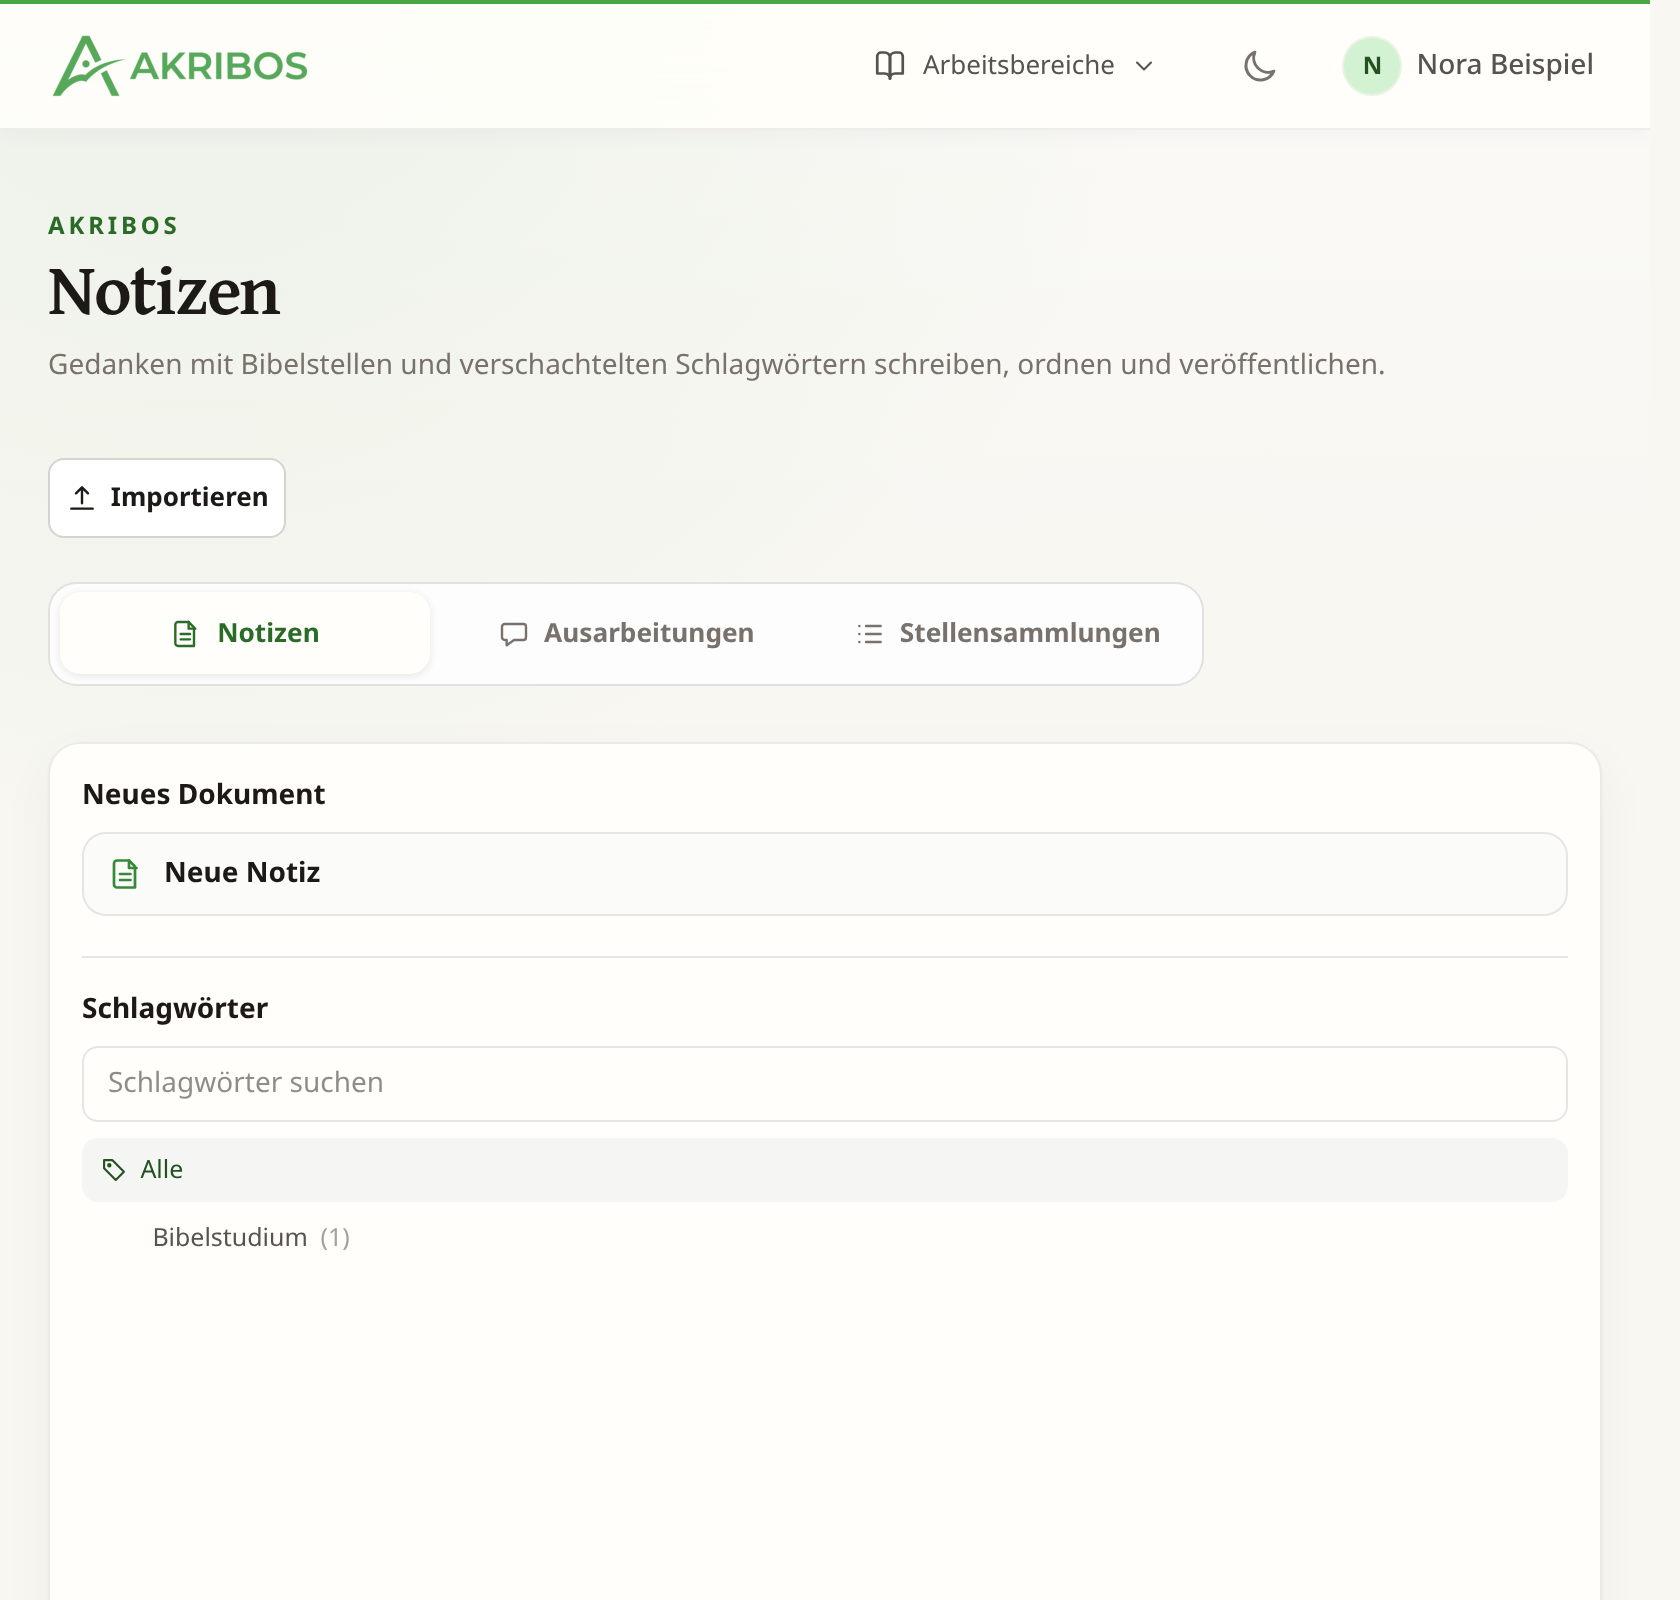 AKRIBOS
Arbeitsbereiche
N
Nora Beispiel
AKRIBOS
Notizen
Gedanken mit Bibelstellen und verschachtelten Schlagwörtern schreiben, ordnen und veröffentlichen.
Importieren
Notizen
Ausarbeitungen
Stellensammlungen
Neues Dokument
Neue Notiz
Schlagwörter
Schlagwörter suchen
Alle
Bibelstudium (1)